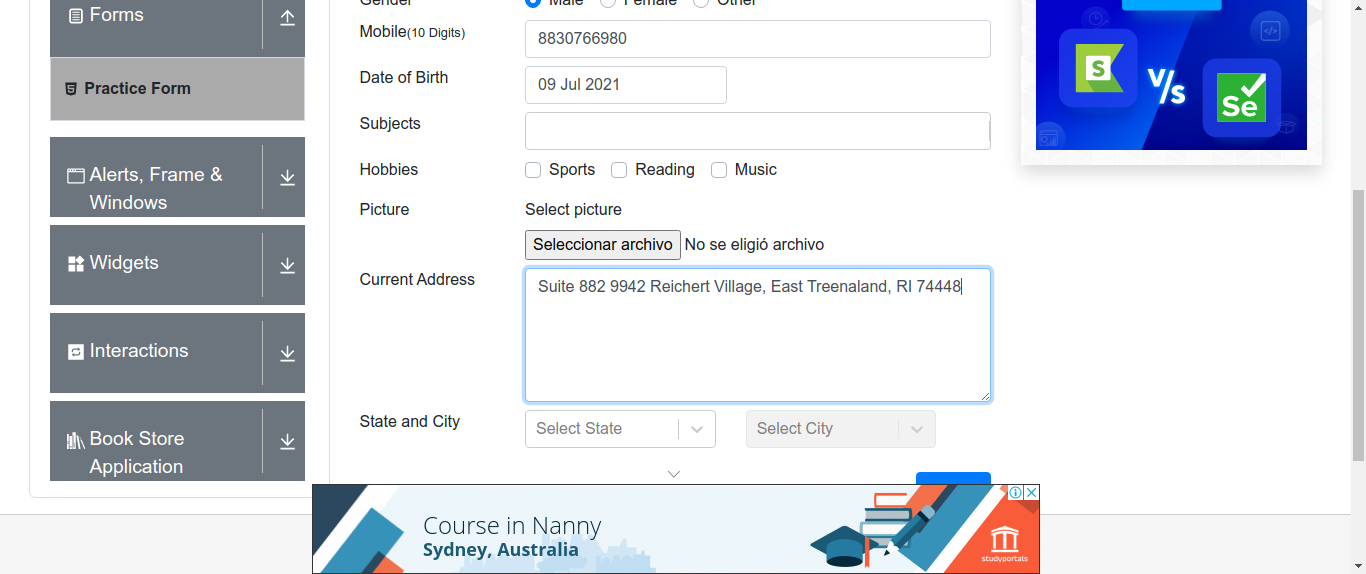 Forms
Practice Form
Alerts, Frame &
Windows
Widgets
Interactions
Book Store
Application
Gender Male Female Other
Mobile(10 Digits) 8830766980
Date of Birth 09 Jul 2021
Subjects
Hobbies Sports Reading Music
Picture Select picture
Seleccionar archivo No se eligió archivo
Current Address Suite 882 9942 Reichert Village, East Treenaland, RI 74448
State and City Select State Select City
S
V/s
Se
Course in Nanny
Sydney, Australia
studyportals